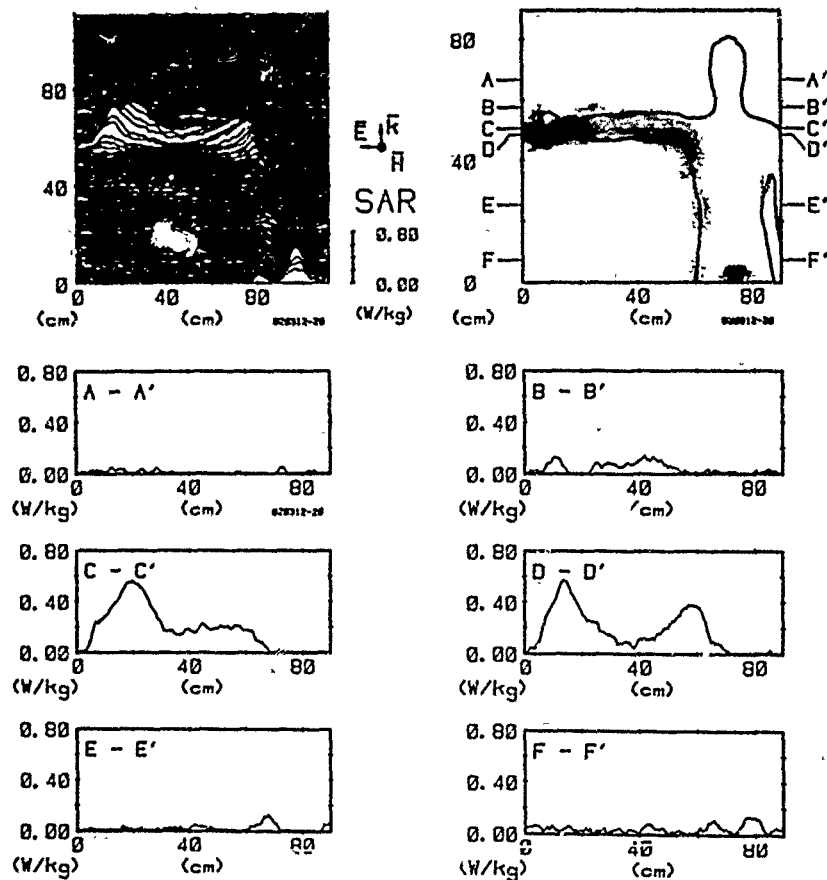 80
40
0
0 40 80
(cm) (cm)
E K
H
SAR
0.80
0.00
(W/kg)
80
40
0
A A'
B B'
C C'
D D'
E E'
F F'
0 40 80
(cm) (cm)
0.80
0.40
0.00
A - A'
0 40 80
(W/kg) (cm)
0.80
0.40
0.00
B - B'
0 40 80
(W/kg) (cm)
0.80
0.40
0.00
C - C'
0 40 80
(W/kg) (cm)
0.80
0.40
0.00
D - D'
0 40 80
(W/kg) (cm)
0.80
0.40
0.00
E - E'
0 40 80
(W/kg) (cm)
0.80
0.40
0.00
F - F'
0 40 80
(W/kg) (cm)